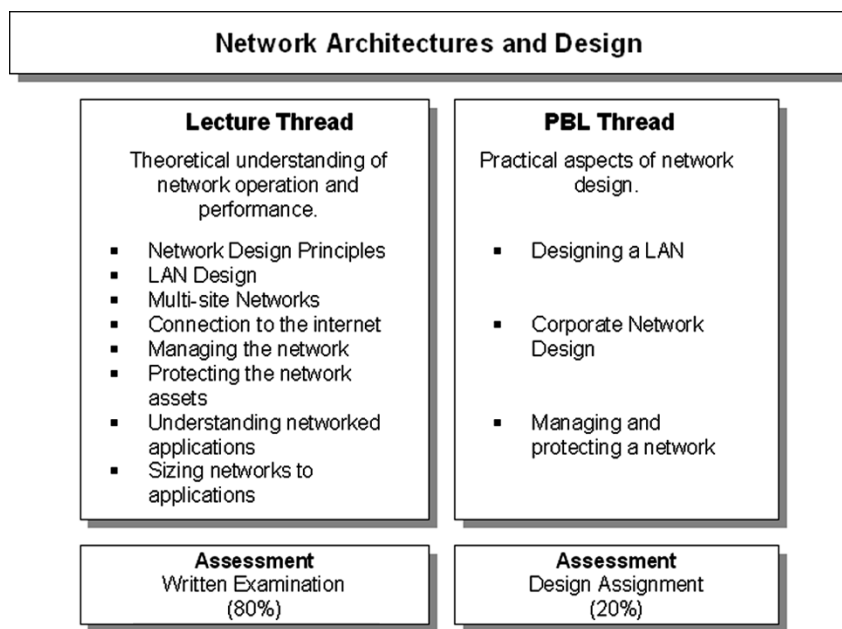 Network Architectures and Design
Lecture Thread
Theoretical understanding of
network operation and
performance.
▪ Network Design Principles
▪ LAN Design
▪ Multi-site Networks
▪ Connection to the internet
▪ Managing the network
▪ Protecting the network
assets
▪ Understanding networked
applications
▪ Sizing networks to
applications
Assessment
Written Examination
(80%)
PBL Thread
Practical aspects of network
design.
▪ Designing a LAN
▪ Corporate Network
Design
▪ Managing and
protecting a network
Assessment
Design Assignment
(20%)